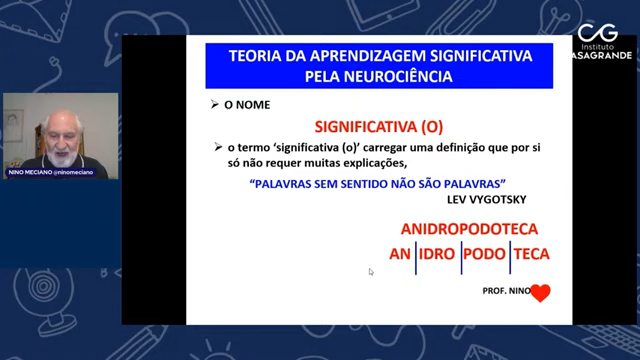 CG
Instituto
ASAGRANDE
TEORIA DA APRENDIZAGEM SIGNIFICATIVA
PELA NEUROCIÊNCIA
O NOME
SIGNIFICATIVA (O)
o termo 'significativa (o)' carregar uma definição que por si
só não requer muitas explicações,
"PALAVRAS SEM SENTIDO NÃO SÃO PALAVRAS"
LEV VYGOTSKY
ANIDROPODOTECA
AN IDRO PODO TECA
PROF. NINO
NINO MECIANO @ninomeciano